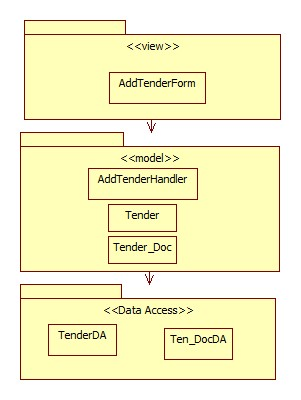 <<view>>
AddTenderForm
<<model>>
AddTenderHandler
Tender
Tender_Doc
<<Data Access>>
TenderDA
Ten_DocDA